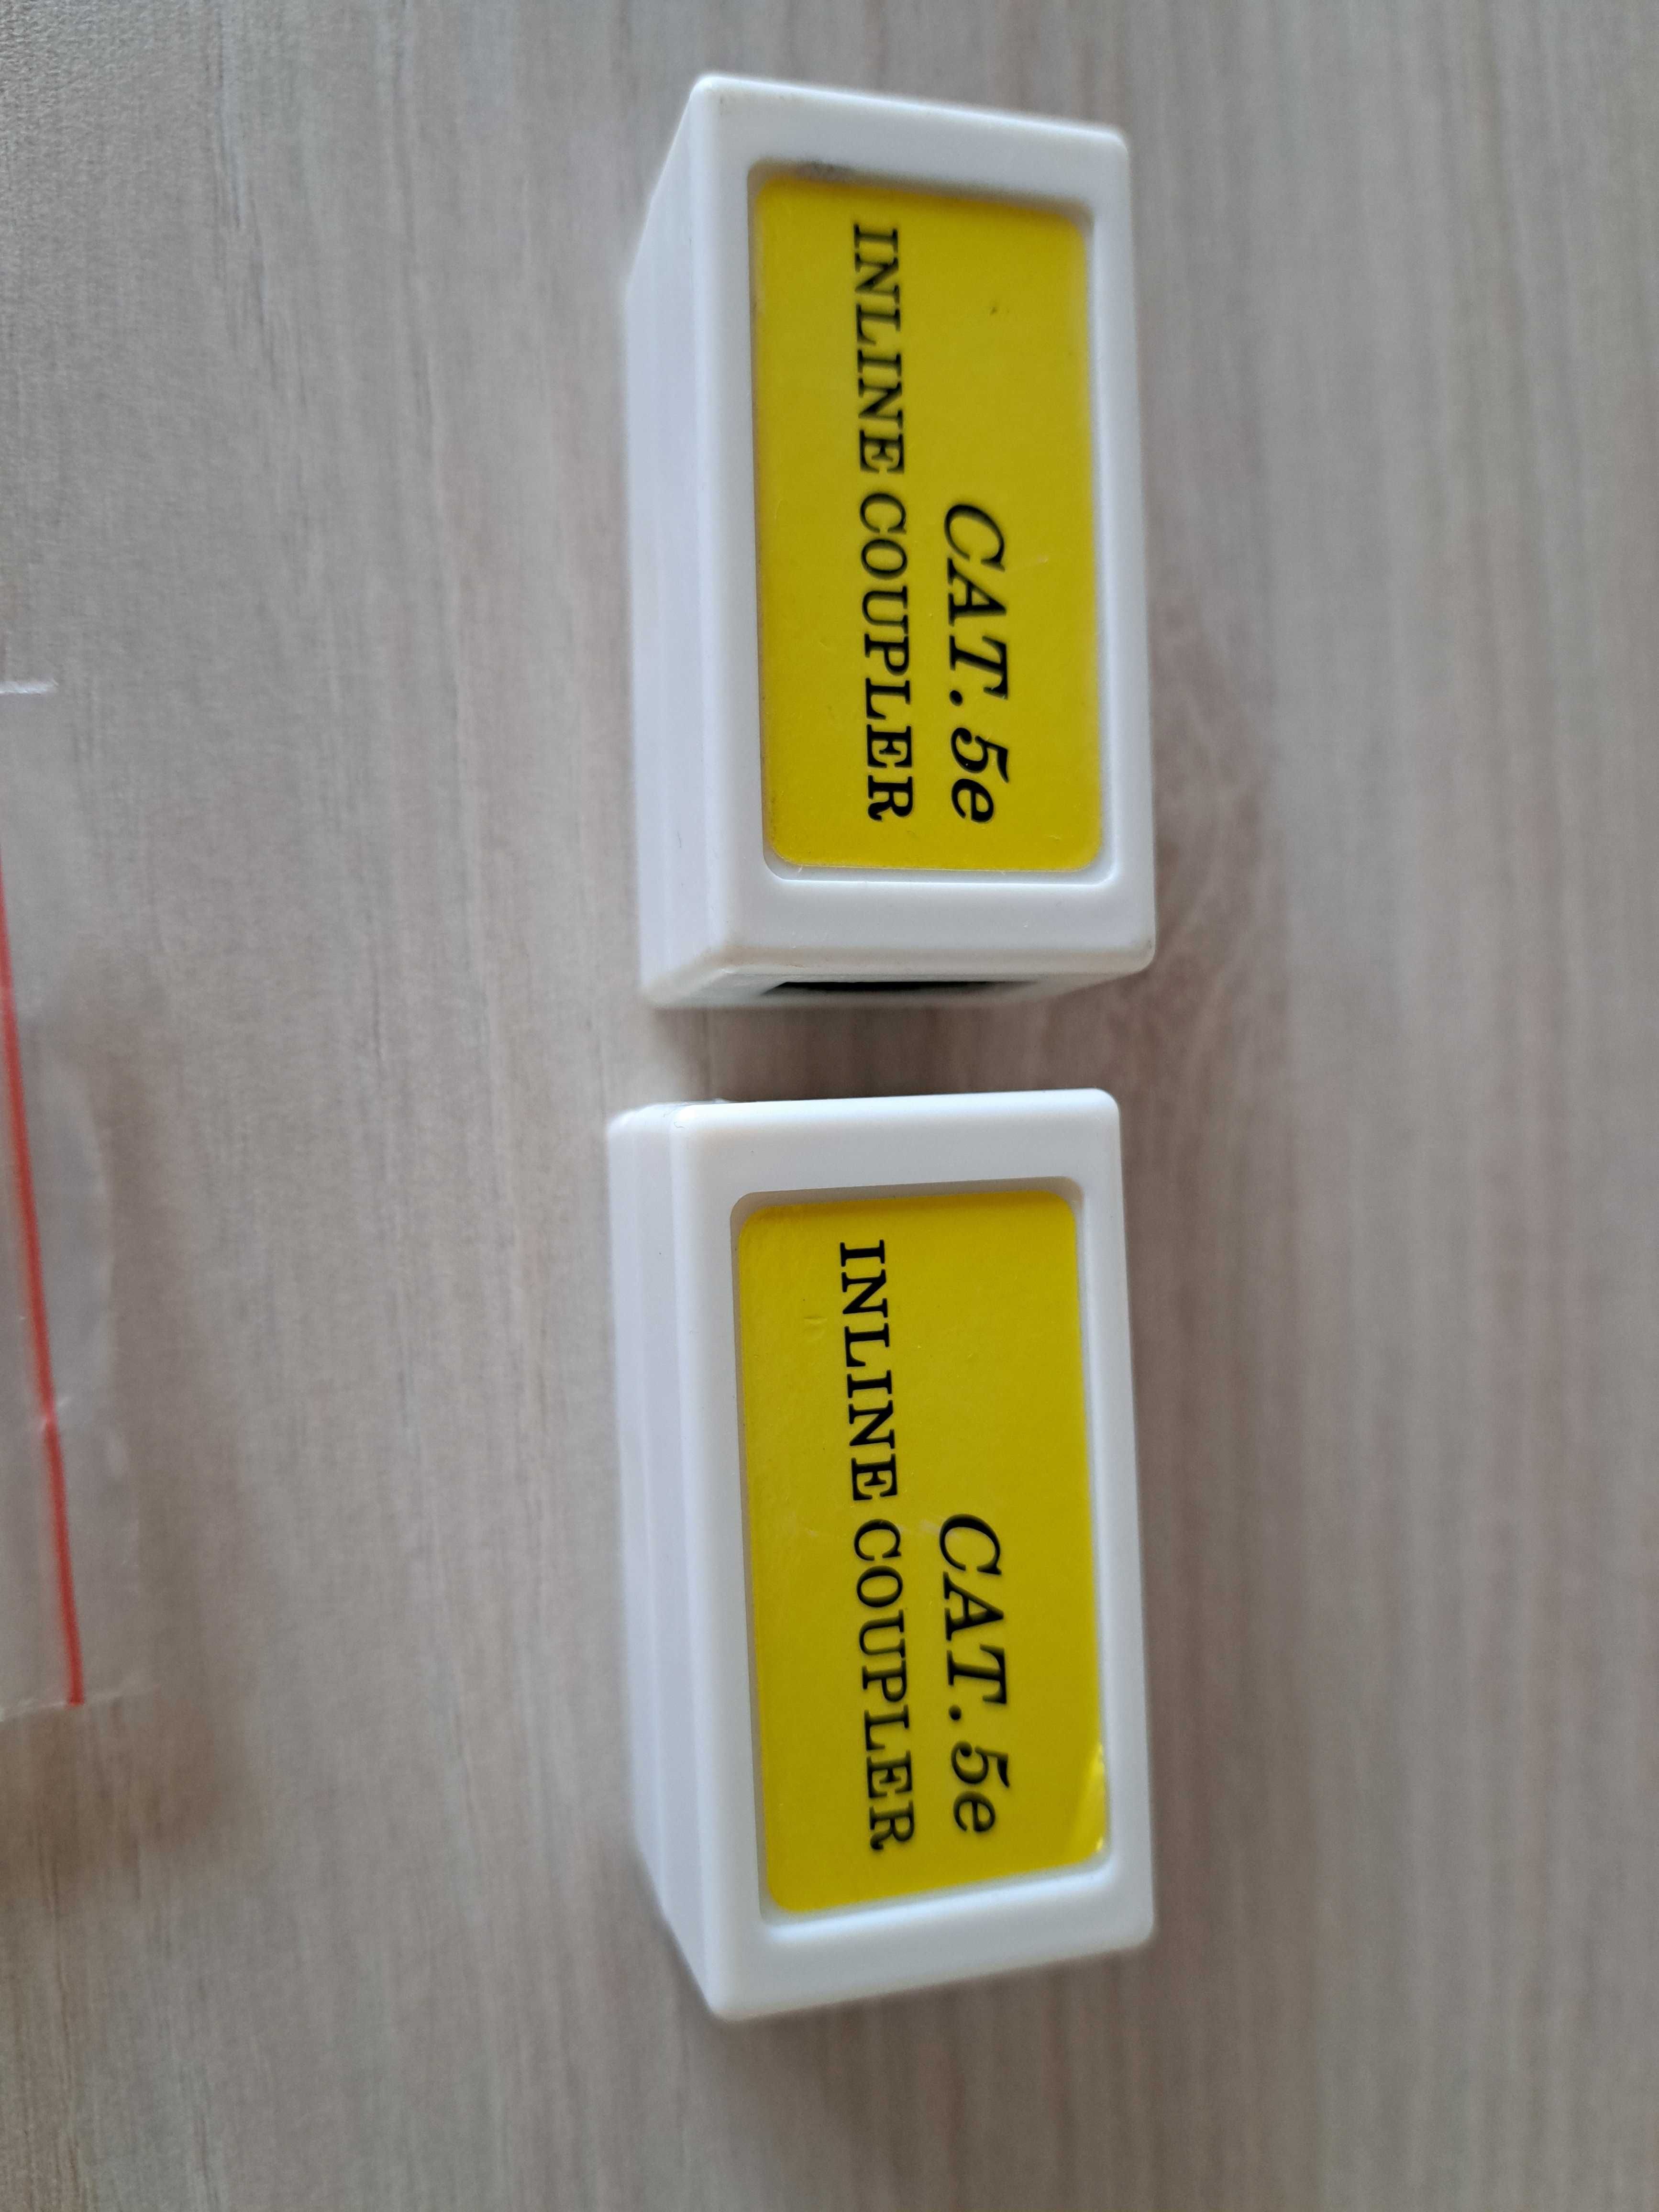 CAT. 5e
INLINE COUPLER
CAT. 5e
INLINE COUPLER